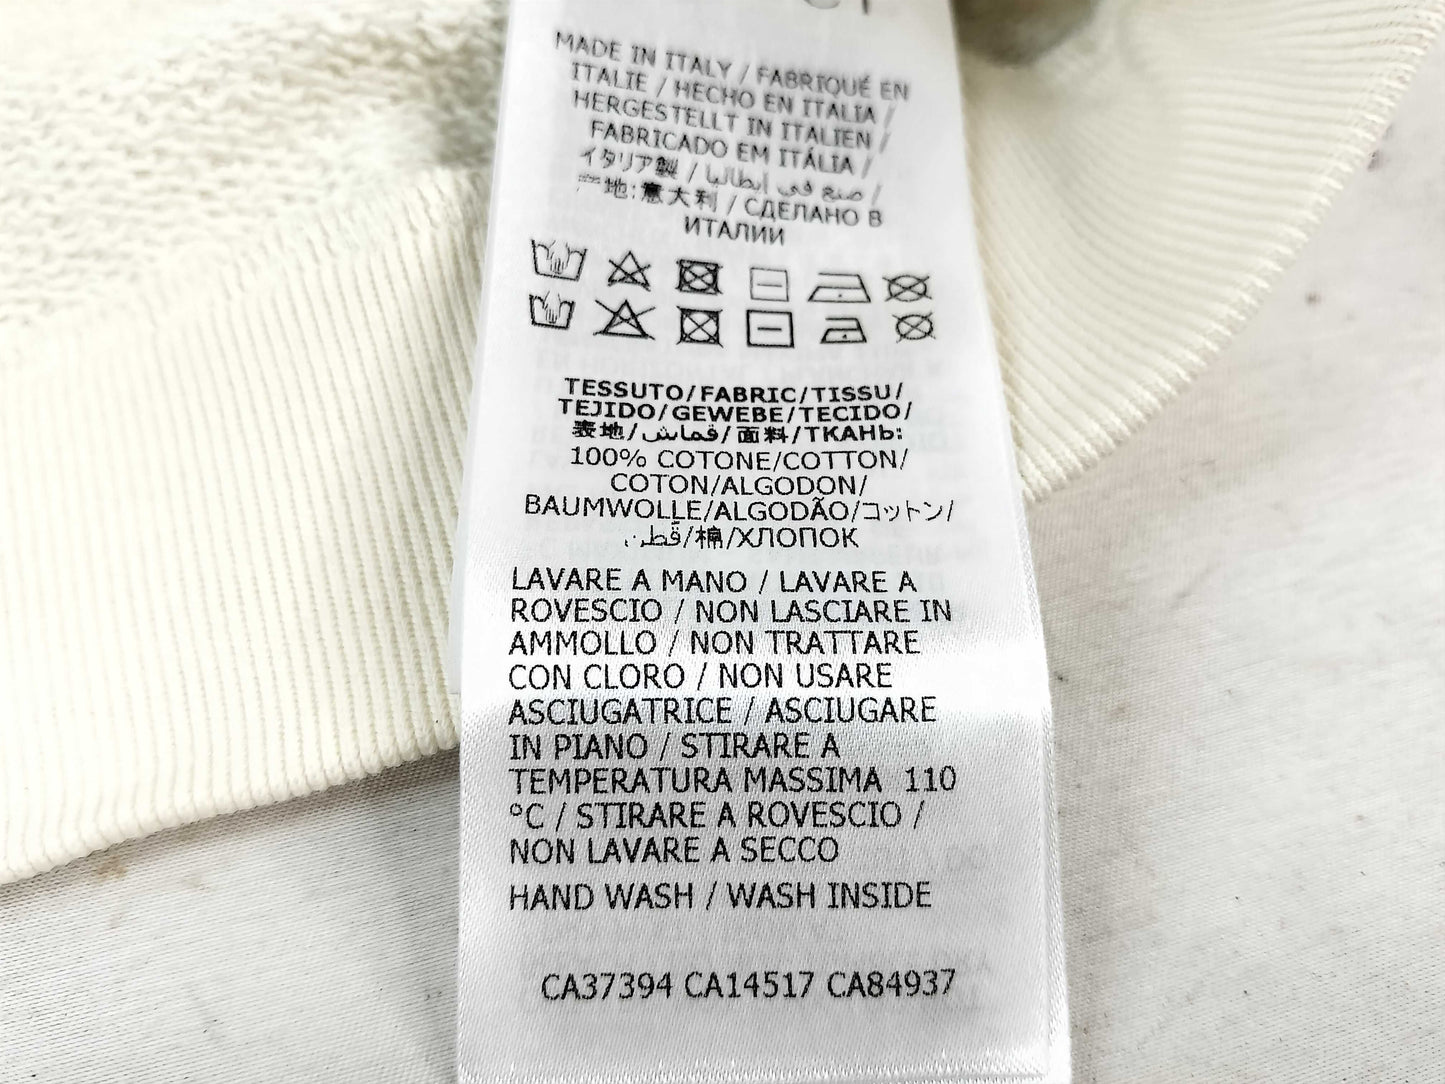 MADE IN ITALY / FABRIQUÉ EN
ITALIE / HECHO EN ITALIA /
HERGESTELLT IN ITALIEN /
FABRICADO EM ITÁLIA /
イタリア製 / صنع في إيطاليا /
产地:意大利 / СДЕЛАНО В
ИТАЛИИ
TESSUTO/FABRIC/TISSU/
TEJIDO/GEWEBE/TECIDO/
表地/قماش/面料/ТКАНЬ:
100% COTONE/COTTON/
COTON/ALGODON/
BAUMWOLLE/ALGODÃO/コットン/
قطن/棉/ХЛОПОК
LAVARE A MANO / LAVARE A
ROVESCIO / NON LASCIARE IN
AMMOLLO / NON TRATTARE
CON CLORO / NON USARE
ASCIUGATRICE / ASCIUGARE
IN PIANO / STIRARE A
TEMPERATURA MASSIMA 110
°C / STIRARE A ROVESCIO /
NON LAVARE A SECCO
HAND WASH / WASH INSIDE
CA37394 CA14517 CA84937